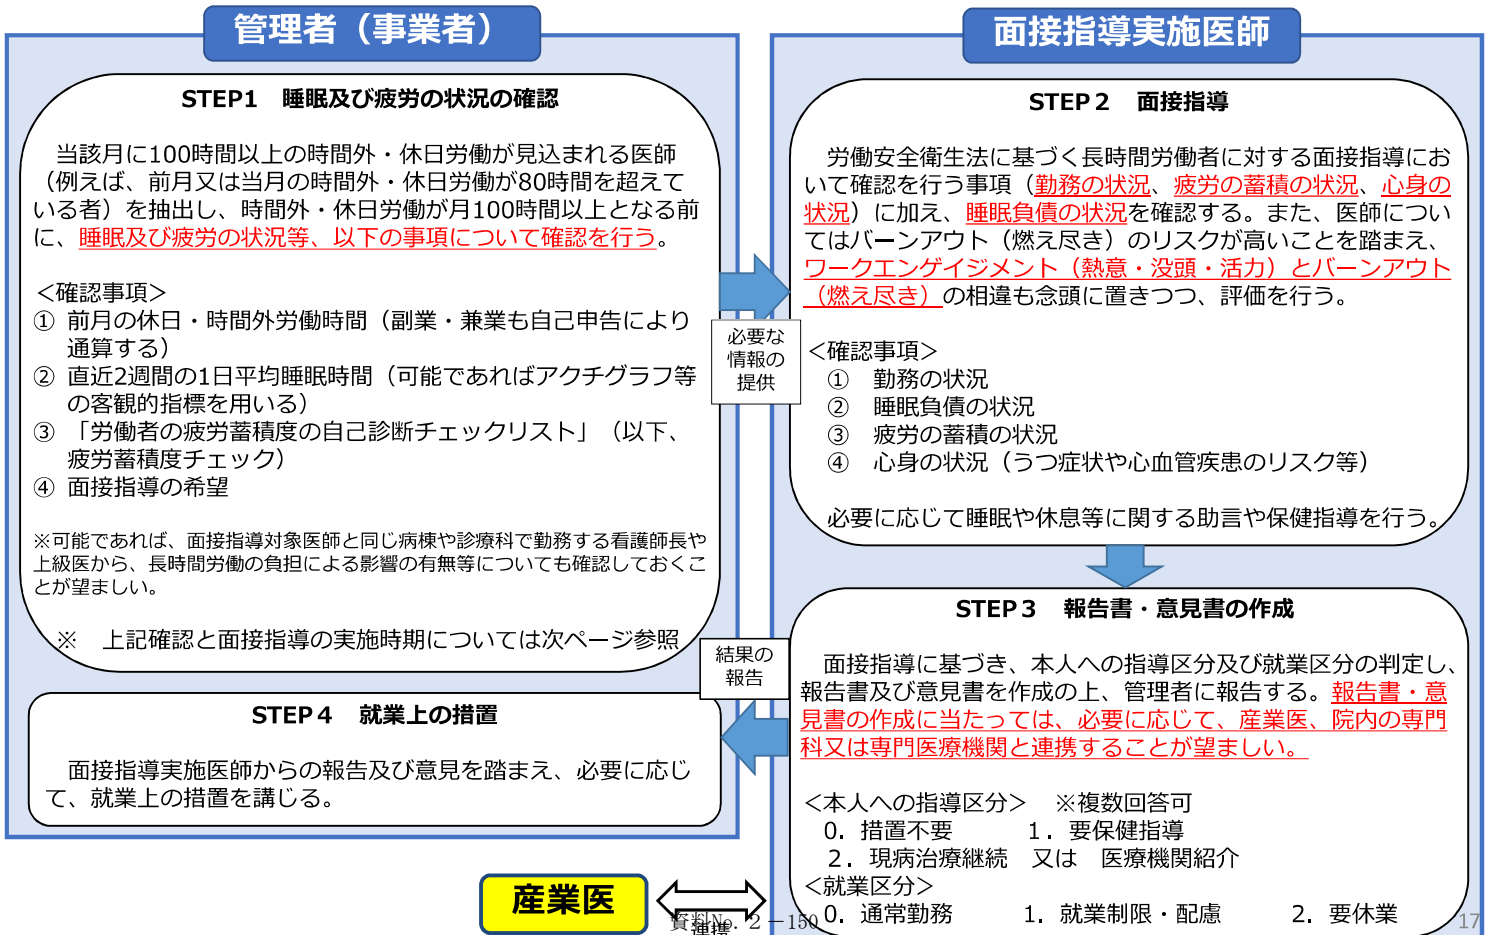 管理者（事業者）
STEP1　睡眠及び疲労の状況の確認
当該月に100時間以上の時間外・休日労働が見込まれる医師
（例えば、前月又は当月の時間外・休日労働が80時間を超えて
いる者）を抽出し、時間外・休日労働が月100時間以上となる前
に、睡眠及び疲労の状況等、以下の事項について確認を行う。
＜確認事項＞
① 前月の休日・時間外労働時間（副業・兼業も自己申告により
通算する）
② 直近2週間の1日平均睡眠時間（可能であればアクチグラフ等
の客観的指標を用いる）
③ 「労働者の疲労蓄積度の自己診断チェックリスト」（以下、
疲労蓄積度チェック）
④ 面接指導の希望
※可能であれば、面接指導対象医師と同じ病棟や診療科で勤務する看護師長や
上級医から、長時間労働の負担による影響の有無等についても確認しておくこ
とが望ましい。
※　上記確認と面接指導の実施時期については次ページ参照
必要な
情報の
提供
面接指導実施医師
STEP２　面接指導
労働安全衛生法に基づく長時間労働者に対する面接指導にお
いて確認を行う事項（勤務の状況、疲労の蓄積の状況、心身の
状況）に加え、睡眠負債の状況を確認する。また、医師につい
てはバーンアウト（燃え尽き）のリスクが高いことを踏まえ、
ワークエンゲイジメント（熱意・没頭・活力）とバーンアウト
（燃え尽き）の相違も念頭に置きつつ、評価を行う。
＜確認事項＞
①　勤務の状況
②　睡眠負債の状況
③　疲労の蓄積の状況
④　心身の状況（うつ症状や心血管疾患のリスク等）
必要に応じて睡眠や休息等に関する助言や保健指導を行う。
STEP３　報告書・意見書の作成
面接指導に基づき、本人への指導区分及び就業区分の判定し、
報告書及び意見書を作成の上、管理者に報告する。報告書・意
見書の作成に当たっては、必要に応じて、産業医、院内の専門
科又は専門医療機関と連携することが望ましい。
＜本人への指導区分＞　※複数回答可
0．措置不要　　　1．要保健指導
2．現病治療継続　又は　医療機関紹介
＜就業区分＞
0．通常勤務　　　1．就業制限・配慮　　　2．要休業
結果の
報告
STEP４　就業上の措置
面接指導実施医師からの報告及び意見を踏まえ、必要に応じ
て、就業上の措置を講じる。
産業医
連携
資料No. 2－150
17